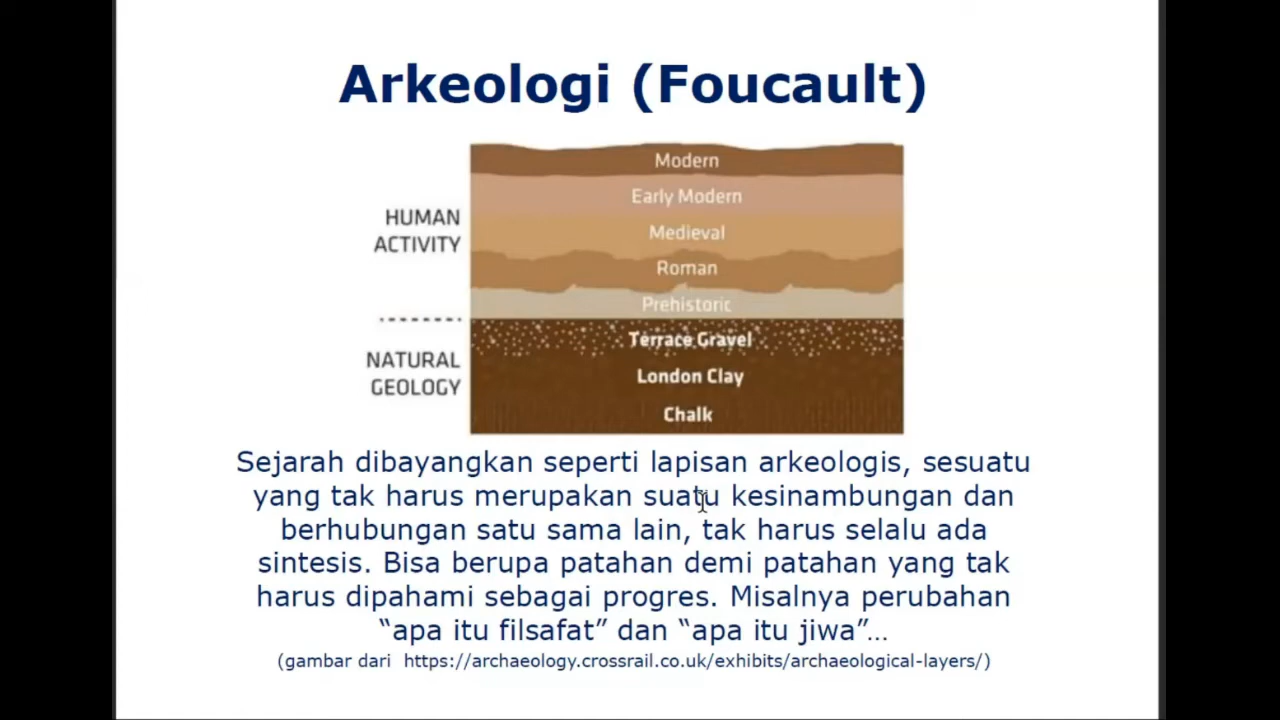 Arkeologi (Foucault)
Modern
Early Modern
Medieval
Roman
Prehistoric
HUMAN
ACTIVITY
Terrace Gravel
London Clay
Chalk
NATURAL
GEOLOGY
Sejarah dibayangkan seperti lapisan arkeologis, sesuatu
yang tak harus merupakan suatu kesinambungan dan
berhubungan satu sama lain, tak harus selalu ada
sintesis. Bisa berupa patahan demi patahan yang tak
harus dipahami sebagai progres. Misalnya perubahan
“apa itu filsafat” dan “apa itu jiwa”…
(gambar dari https://archaeology.crossrail.co.uk/exhibits/archaeological-layers/)